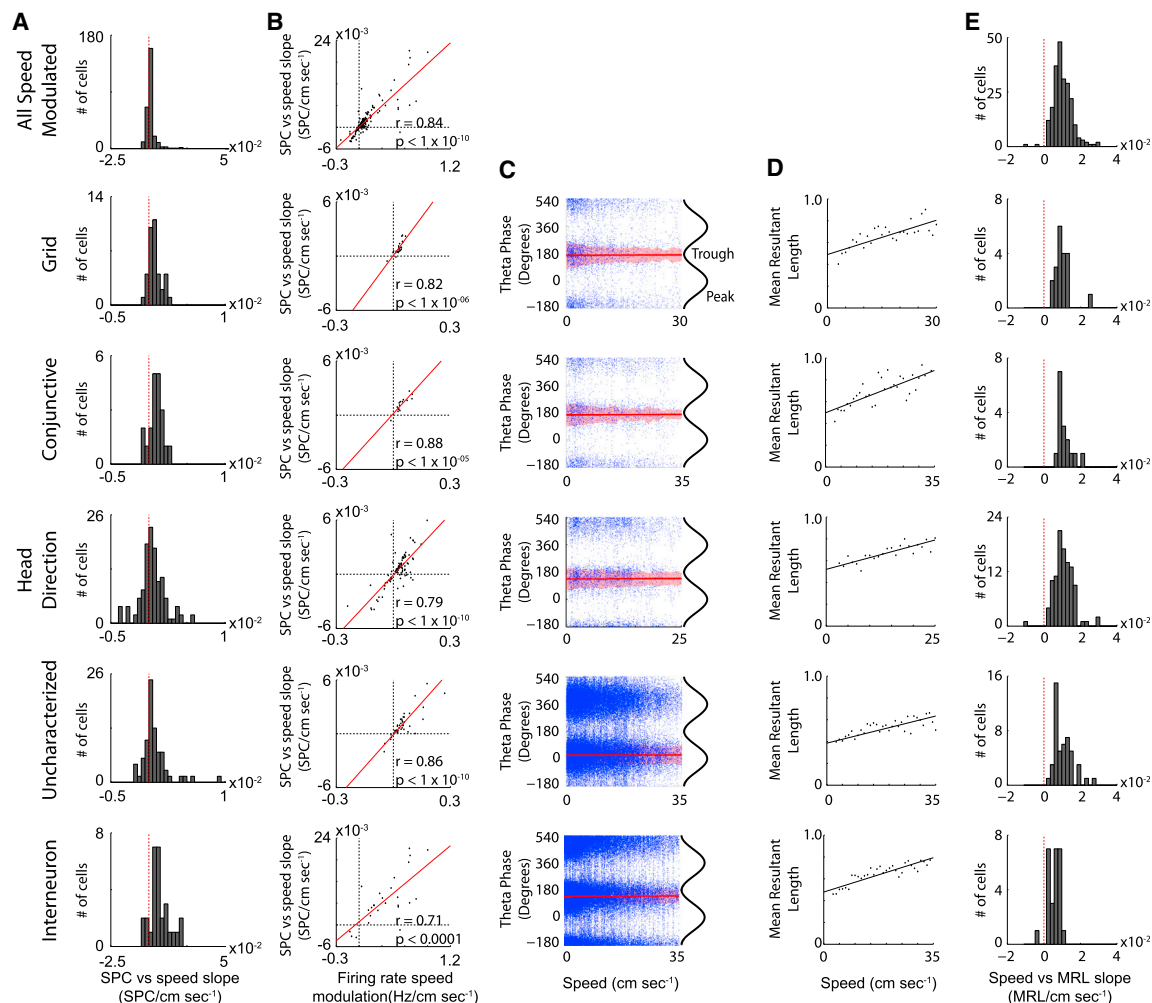 A
B
E
All Speed
Modulated
# of cells
180
0
-2.5
5
x10-2
x10-3
24
SPC vs speed slope
(SPC/cm sec-1)
-6
-0.3
1.2
r = 0.84
p < 1 x 10-10
# of cells
50
25
0
-2
0
2
4
x10-2
C
D
Grid
# of cells
14
0
-0.5
1
x10-2
x10-3
6
SPC vs speed slope
(SPC/cm sec-1)
-6
-0.3
0.3
r = 0.82
p < 1 x 10-06
Theta Phase
(Degrees)
540
360
180
0
−180
0
30
Trough
Peak
Mean Resultant
Length
1.0
0
0
30
# of cells
8
4
0
−2
0
2
4
x10-2
Conjunctive
# of cells
6
0
-0.5
1
x10-2
x10-3
6
SPC vs speed slope
(SPC/cm sec-1)
-6
-0.3
0.3
r = 0.88
p < 1 x 10-05
Theta Phase
(Degrees)
540
360
180
0
−180
0
35
Mean Resultant
Length
1.0
0
0
35
# of cells
8
4
0
−2
0
2
4
x10-2
Head
Direction
# of cells
26
0
-0.5
1
x10-2
x10-3
6
SPC vs speed slope
(SPC/cm sec-1)
-6
-0.3
0.3
r = 0.79
p < 1 x 10-10
Theta Phase
(Degrees)
540
360
180
0
−180
0
25
Mean Resultant
Length
1.0
0
0
25
# of cells
24
12
0
−2
0
2
4
x10-2
Uncharacterized
# of cells
26
0
-0.5
1
x10-2
x10-3
6
SPC vs speed slope
(SPC/cm sec-1)
-6
-0.3
0.3
r = 0.86
p < 1 x 10-10
Theta Phase
(Degrees)
540
360
180
0
−180
0
35
Mean Resultant
Length
1.0
0
0
35
# of cells
16
8
0
−2
0
2
4
x10-2
Interneuron
# of cells
8
0
-2.5
5
x10-2
SPC vs speed slope
(SPC/cm sec-1)
x10-3
24
SPC vs speed slope
(SPC/cm sec-1)
-6
-0.3
1.2
r = 0.71
p < 0.0001
Firing rate speed
modulation(Hz/cm sec-1)
Theta Phase
(Degrees)
540
360
180
0
−180
0
35
Speed (cm sec-1)
Mean Resultant
Length
1.0
0
0
35
Speed (cm sec-1)
# of cells
8
4
0
−2
0
2
4
x10-2
Speed vs MRL slope
(MRL/cm sec-1)